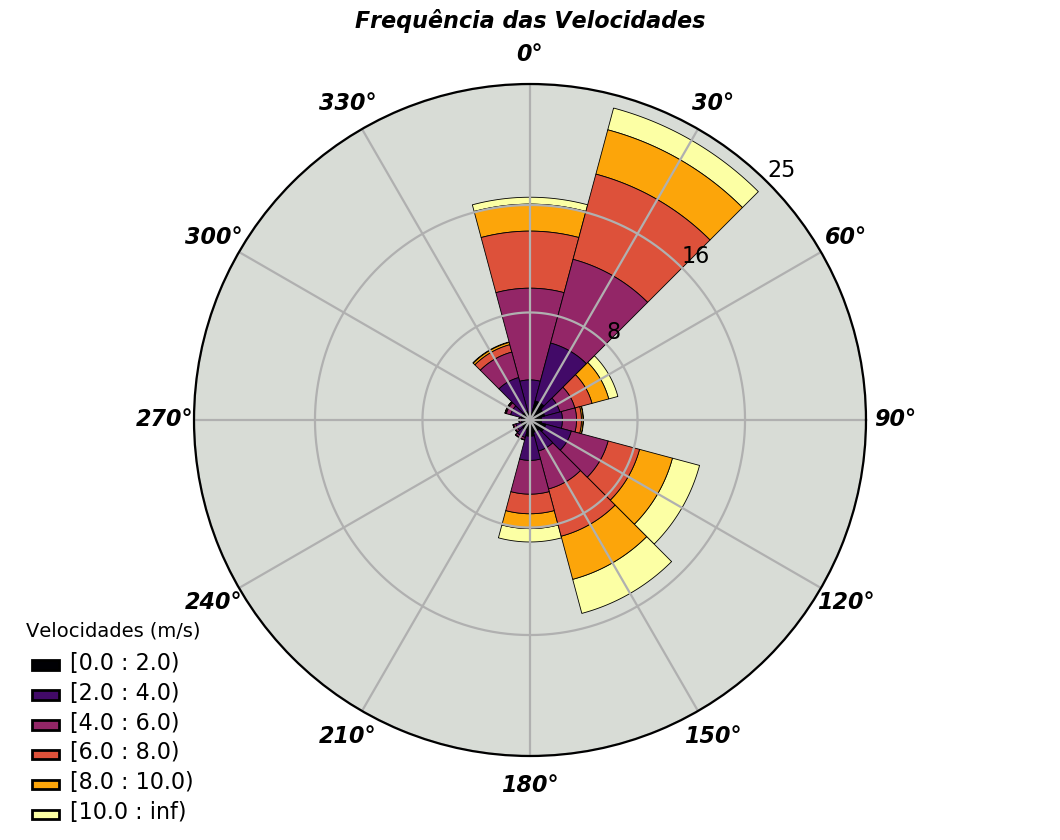 Frequência das Velocidades
0°
330°
30°
25
300°
60°
16
8
270°
90°
240°
120°
210°
150°
180°
Velocidades (m/s)
[0.0 : 2.0)
[2.0 : 4.0)
[4.0 : 6.0)
[6.0 : 8.0)
[8.0 : 10.0)
[10.0 : inf)